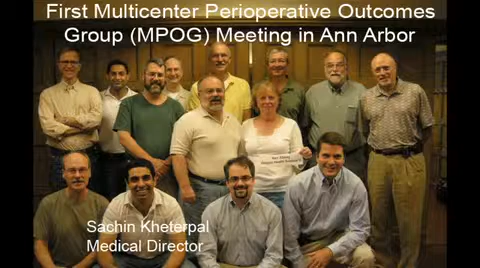 First Multicenter Perioperative Outcomes
Group (MPOG) Meeting in Ann Arbor
Sachin Kheterpal
Medical Director